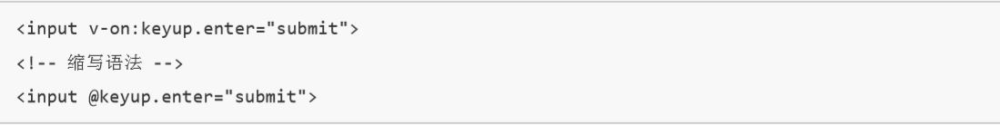 <input v-on:keyup.enter="submit">
<!-- 缩写语法 -->
<input @keyup.enter="submit">